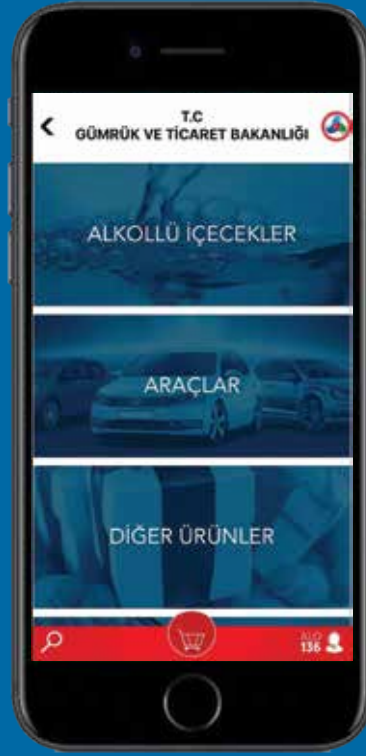 T.C
GÜMRÜK VE TİCARET BAKANLIĞI
ALKOLLÜ İÇECEKLER
ARAÇLAR
DİĞER ÜRÜNLER
ALO
136